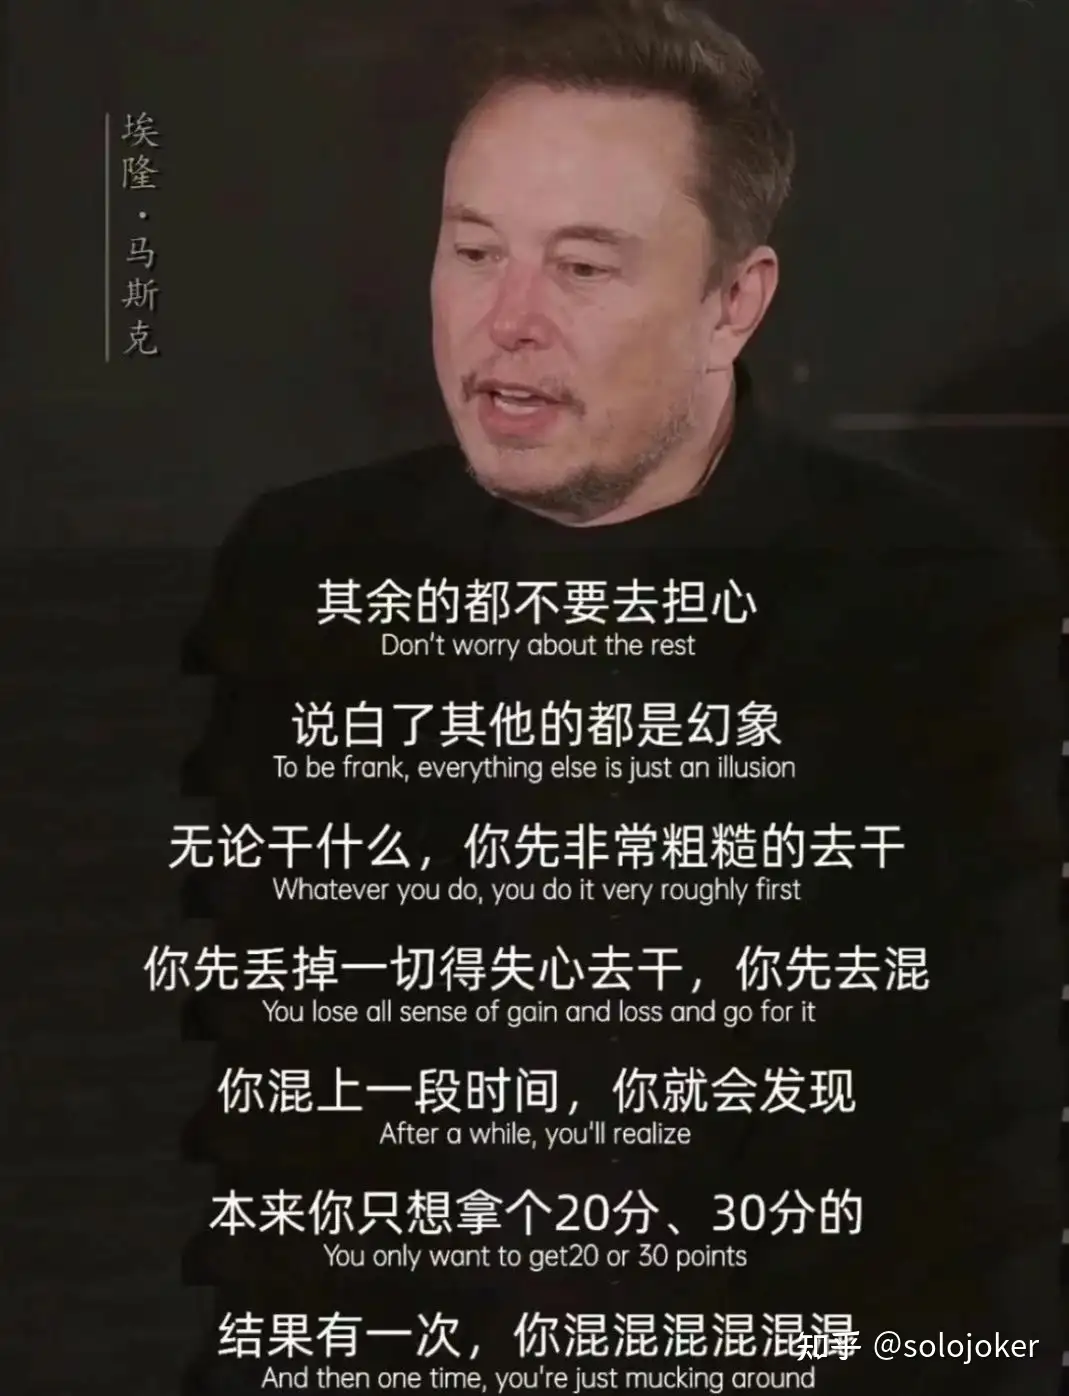 埃隆·马斯克
其余的都不要去担心
Don't worry about the rest
说白了其他的都是幻象
To be frank, everything else is just an illusion
无论干什么，你先非常粗糙的去干
Whatever you do, you do it very roughly first
你先丢掉一切得失心去干，你先去混
You lose all sense of gain and loss and go for it
你混上一段时间，你就会发现
After a while, you'll realize
本来你只想拿个20分、30分的
You only want to get20 or 30 points
结果有一次，你混混混混混混
And then one time, you're just mucking around
知乎 @solojoker